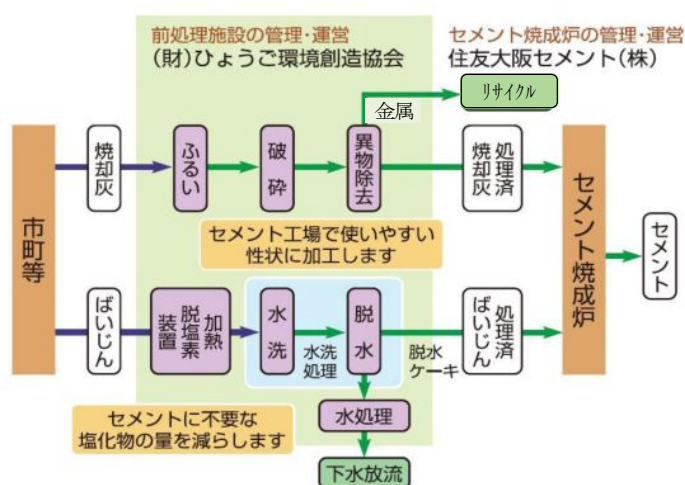 前処理施設の管理・運営
(財)ひょうご環境創造協会
セメント焼成炉の管理・運営
住友大阪セメント(株)
リサイクル
金属
市町等
焼却灰
ふるい
破砕
異物除去
処理済
焼却灰
セメント焼成炉
セメント
セメント工場で使いやすい
性状に加工します
ばいじん
加熱
脱塩素
装置
水洗
脱水
水洗
処理
脱水
ケーキ
処理済
ばいじん
セメントに不要な
塩化物の量を減らします
水処理
下水放流